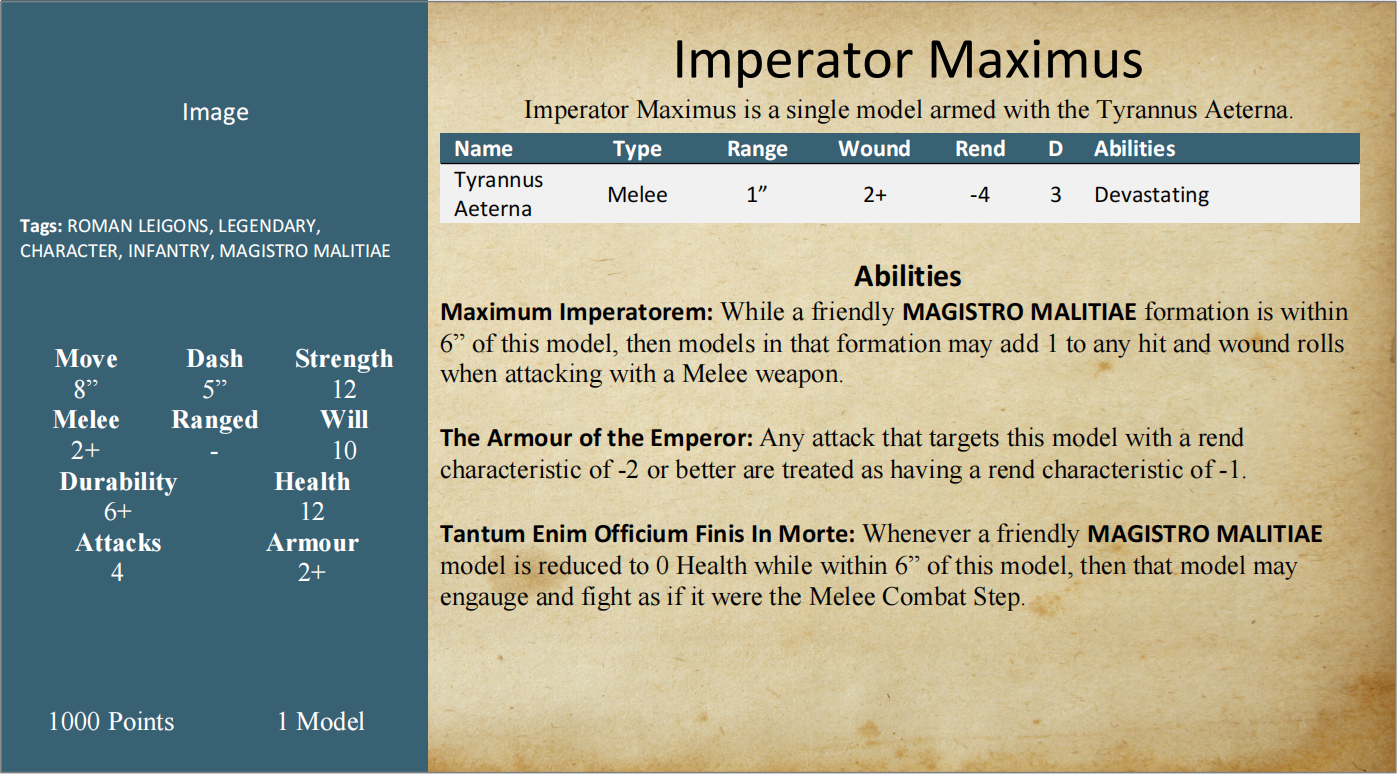 Image
Tags: ROMAN LEIGONS, LEGENDARY,
CHARACTER, INFANTRY, MAGISTRO MALITIAE
Move Dash Strength
8” 5” 12
Melee Ranged Will
2+ - 10
Durability Health
6+ 12
Attacks Armour
4 2+
1000 Points 1 Model
Imperator Maximus
Imperator Maximus is a single model armed with the Tyrannus Aeterna.
Name Type Range Wound Rend D Abilities
Tyrannus
Aeterna Melee 1” 2+ -4 3 Devastating
Abilities
Maximum Imperatorem: While a friendly MAGISTRO MALITIAE formation is within
6” of this model, then models in that formation may add 1 to any hit and wound rolls
when attacking with a Melee weapon.
The Armour of the Emperor: Any attack that targets this model with a rend
characteristic of -2 or better are treated as having a rend characteristic of -1.
Tantum Enim Officium Finis In Morte: Whenever a friendly MAGISTRO MALITIAE
model is reduced to 0 Health while within 6” of this model, then that model may
engauge and fight as if it were the Melee Combat Step.